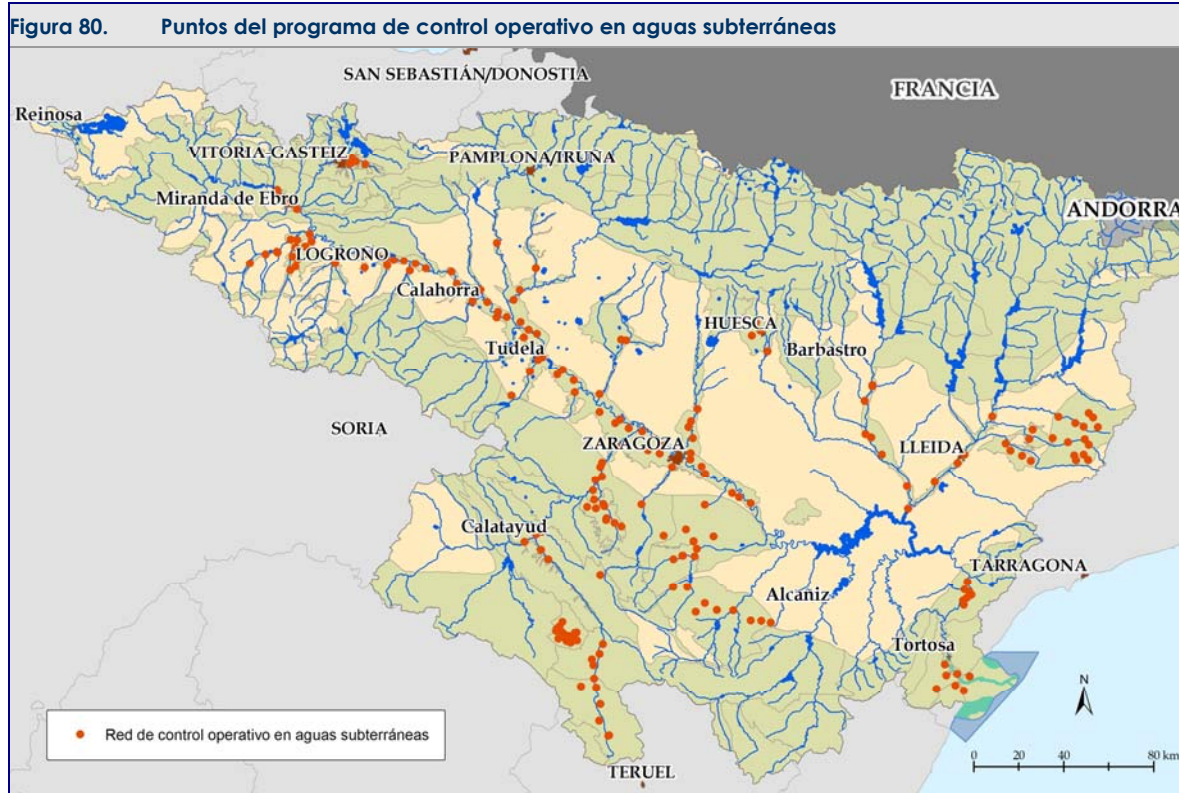 Figura 80. Puntos del programa de control operativo en aguas subterráneas
SAN SEBASTIÁN/DONOSTIA
FRANCIA
Reinosa
VITORIA-GASTEIZ
PAMPLONA/IRUÑA
Miranda de Ebro
ANDORRA
LOGROÑO
Calahorra
HUESCA
Barbastro
Tudela
SORIA
ZARAGOZA
LLEIDA
Calatayud
TARRAGONA
Alcañiz
Tortosa
N
Red de control operativo en aguas subterráneas
0 20 40 80 km
TERUEL